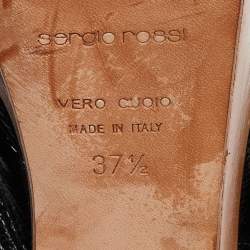 sergio rossi
VERO CUOIO
MADE IN ITALY
37½